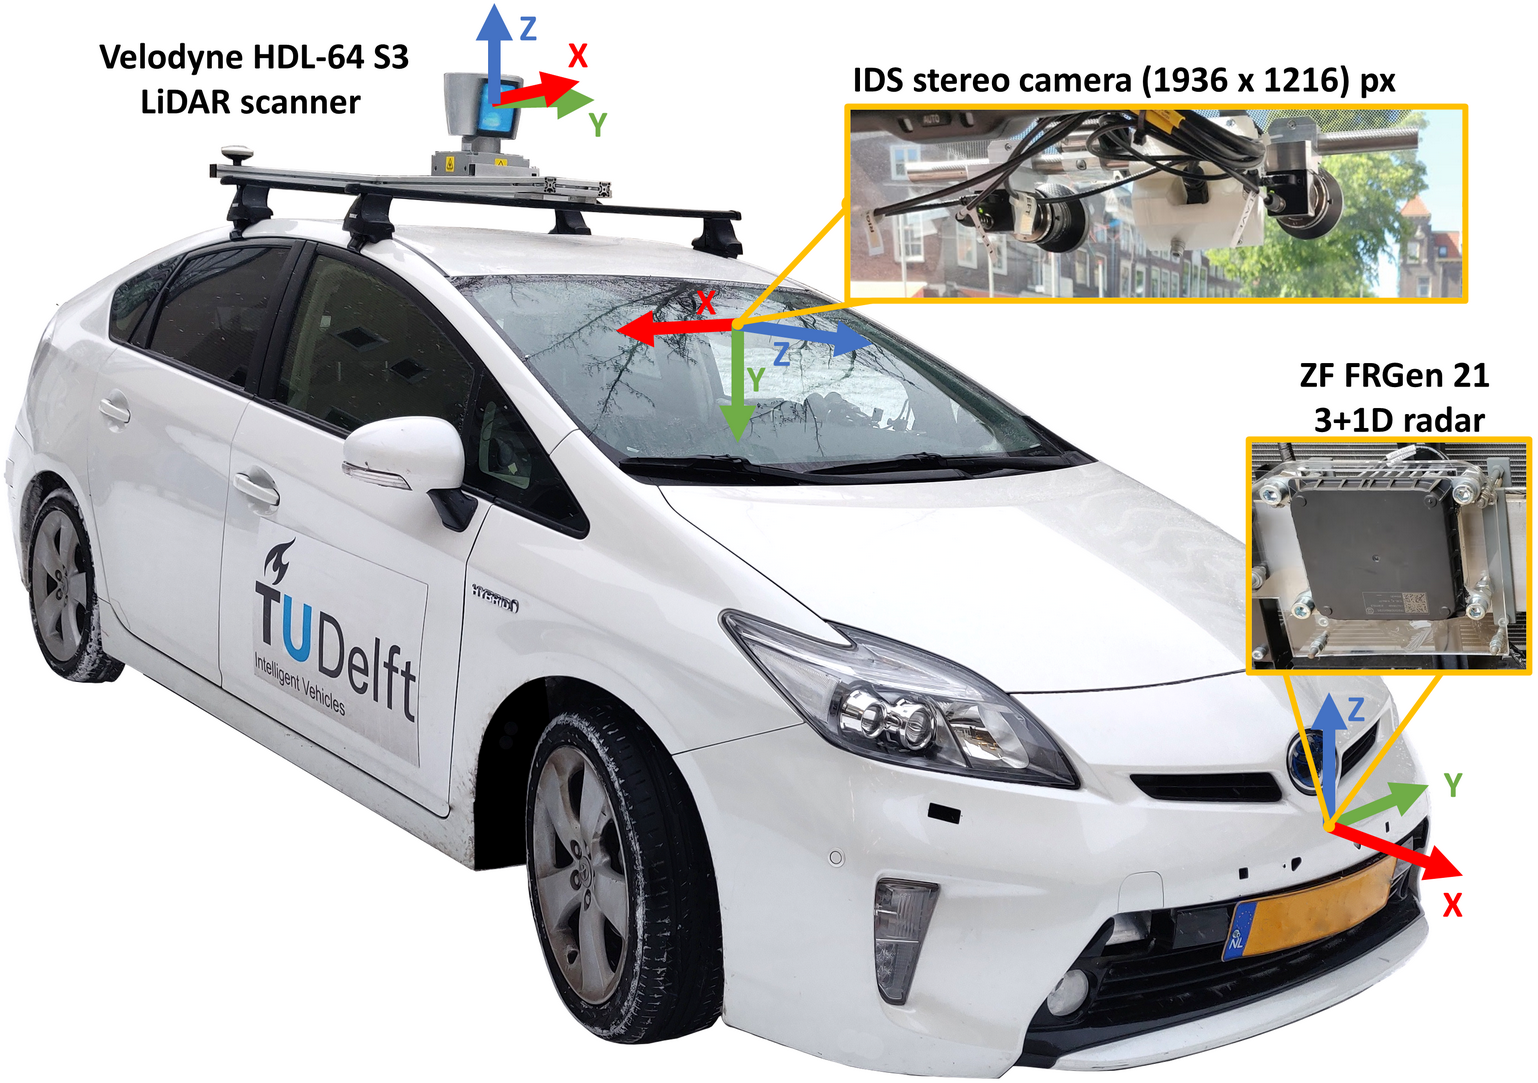 Velodyne HDL-64 S3
LiDAR scanner
Z
X
Y
IDS stereo camera (1936 x 1216) px
AUTO
X
Z
Y
ZF FRGen 21
3+1D radar
HYBRID
TUDelft
Intelligent Vehicles
Z
Y
X
NL